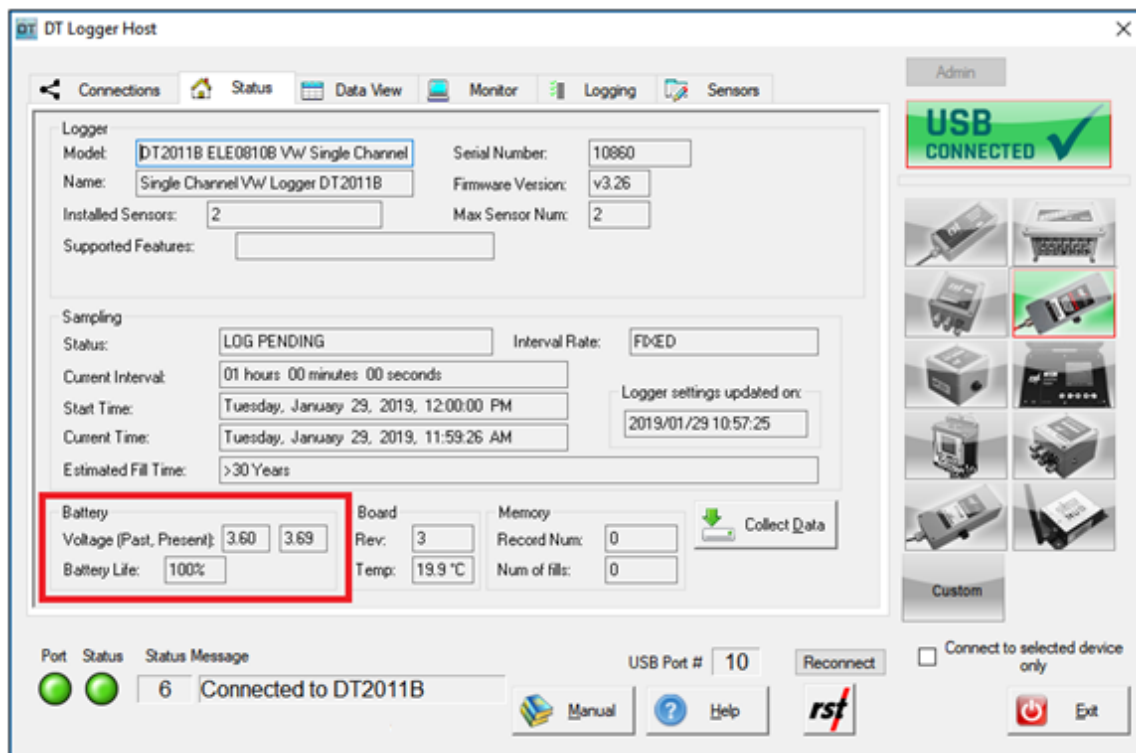 DT DT Logger Host
Admin
Connections Status Data View Monitor Logging Sensors
USB
CONNECTED
Logger
Model: DT2011B ELE0810B VW Single Channel Serial Number: 10860
Name: Single Channel VW Logger DT2011B Firmware Version: v3.26
Installed Sensors: 2 Max Sensor Num: 2
Supported Features:
Sampling
Status: LOG PENDING Interval Rate: FIXED
Current Interval: 01 hours 00 minutes 00 seconds
Logger settings updated on:
Start Time: Tuesday, January 29, 2019, 12:00:00 PM
2019/01/29 10:57:25
Current Time: Tuesday, January 29, 2019, 11:59:26 AM
Estimated Fill Time: >30 Years
Battery Board Memory
Voltage (Past, Present): 3.60 3.69 Rev: 3 Record Num: 0 Collect Data
Battery Life: 100% Temp: 19.9 °C Num of fills: 0
Custom
Port Status Status Message USB Port # 10 Reconnect Connect to selected device only
6 Connected to DT2011B
Manual Help rst Exit